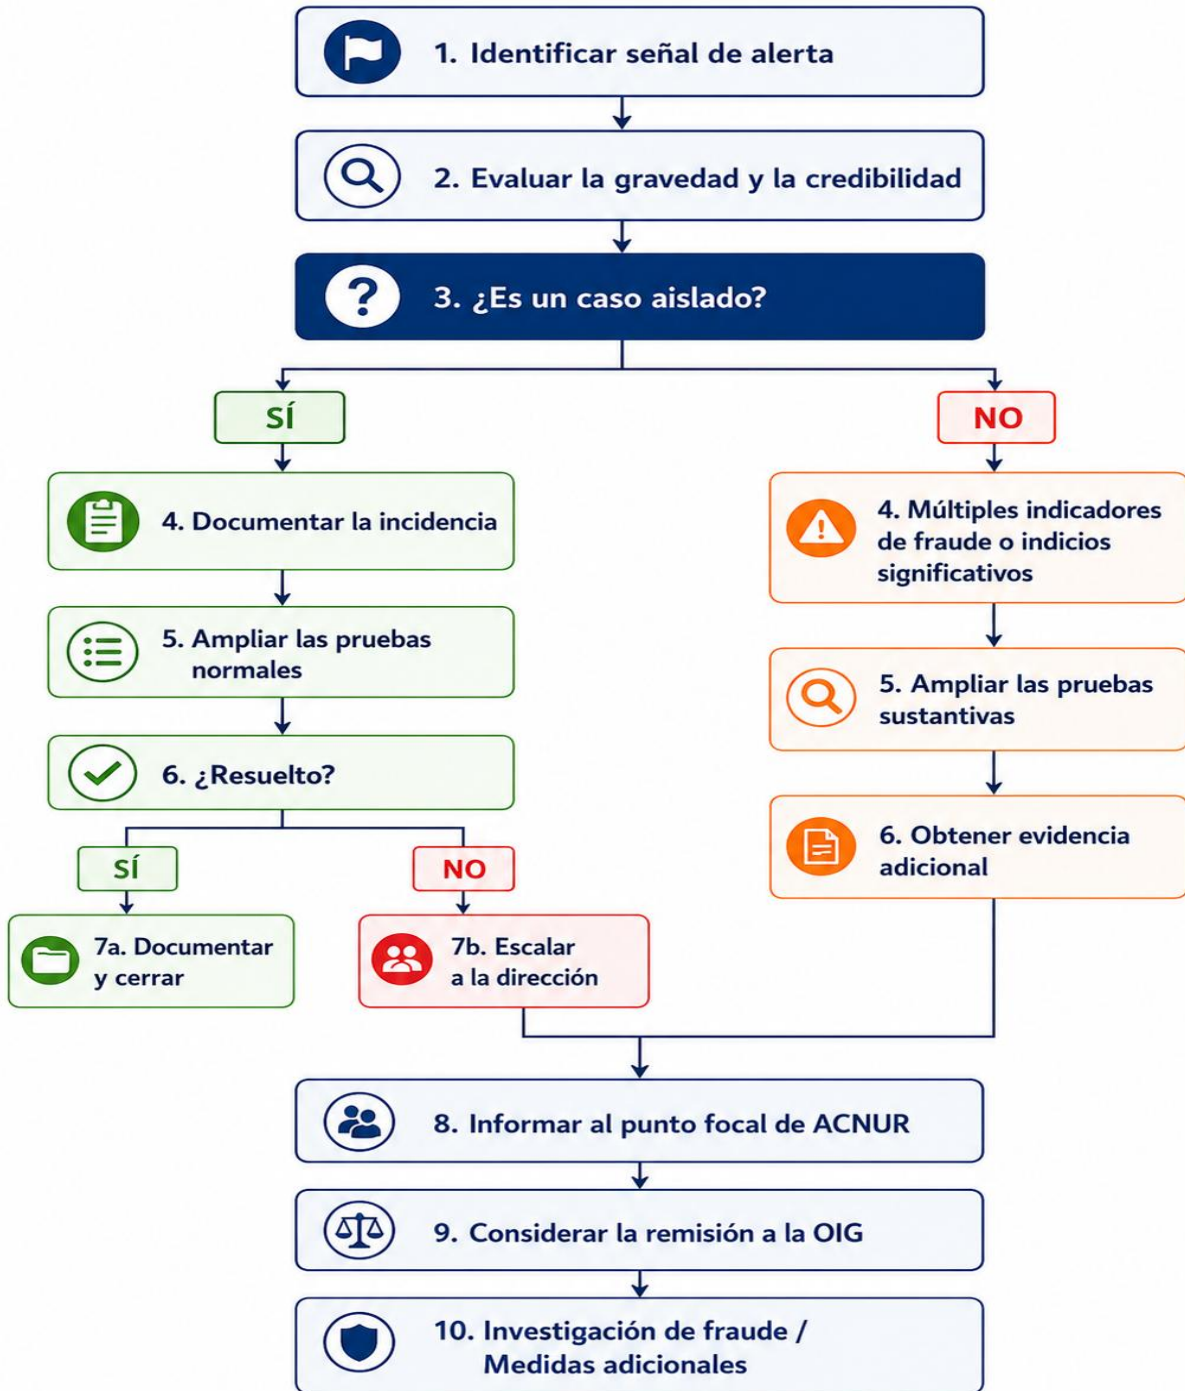 1. Identificar señal de alerta
2. Evaluar la gravedad y la credibilidad
?
3. ¿Es un caso aislado?
SÍ
NO
4. Documentar la incidencia
5. Ampliar las pruebas
normales
6. ¿Resuelto?
SÍ
NO
7a. Documentar
y cerrar
7b. Escalar
a la dirección
4. Múltiples indicadores
de fraude o indicios
significativos
5. Ampliar las pruebas
sustantivas
6. Obtener evidencia
adicional
8. Informar al punto focal de ACNUR
9. Considerar la remisión a la OIG
10. Investigación de fraude /
Medidas adicionales